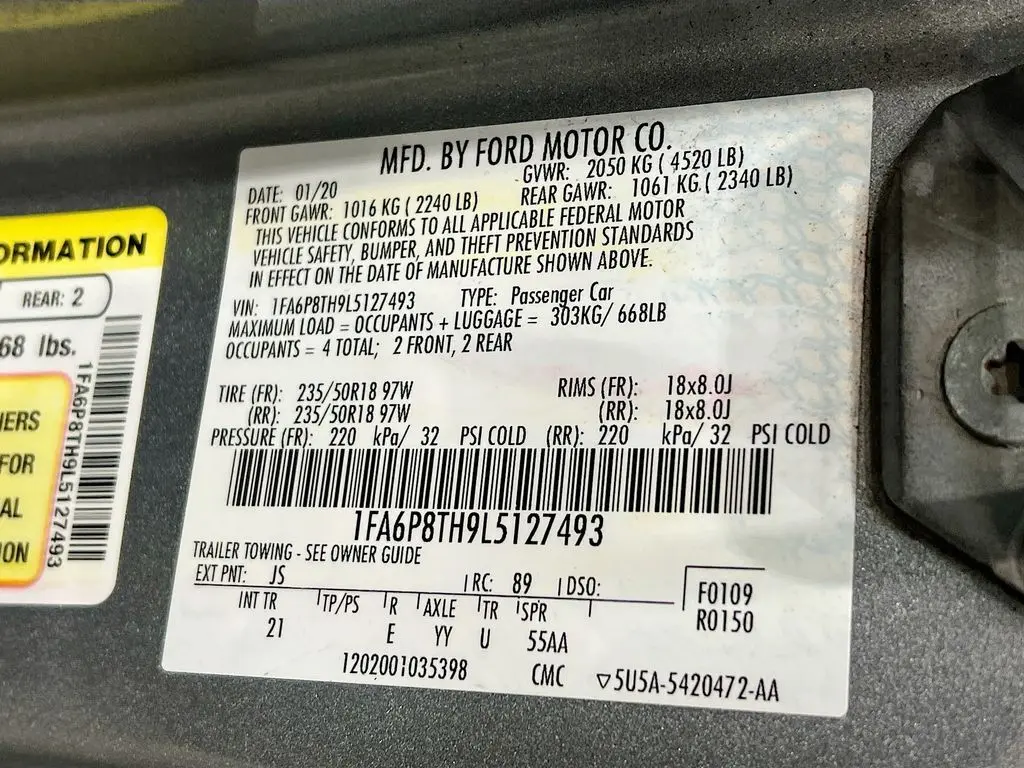 ORMATION
REAR: 2
68 lbs.
IERS
FOR
AL
ON
1FA6P8TH9L5127493
MFD. BY FORD MOTOR CO.
DATE: 01/20 GVWR: 2050 KG ( 4520 LB)
FRONT GAWR: 1016 KG ( 2240 LB) REAR GAWR: 1061 KG ( 2340 LB)
THIS VEHICLE CONFORMS TO ALL APPLICABLE FEDERAL MOTOR
VEHICLE SAFETY, BUMPER, AND THEFT PREVENTION STANDARDS
IN EFFECT ON THE DATE OF MANUFACTURE SHOWN ABOVE.
VIN: 1FA6P8TH9L5127493 TYPE: Passenger Car
MAXIMUM LOAD = OCCUPANTS + LUGGAGE = 303KG/ 668LB
OCCUPANTS = 4 TOTAL; 2 FRONT, 2 REAR
TIRE (FR): 235/50R18 97W RIMS (FR): 18x8.0J
(RR): 235/50R18 97W (RR): 18x8.0J
PRESSURE (FR): 220 kPa/ 32 PSI COLD (RR): 220 kPa/ 32 PSI COLD
1FA6P8TH9L5127493
TRAILER TOWING - SEE OWNER GUIDE
EXT PNT: JS RC: 89 DSO: F0109
INT TR TP/PS R AXLE TR SPR R0150
21 E YY U 55AA
1202001035398 CMC ▽5U5A-5420472-AA